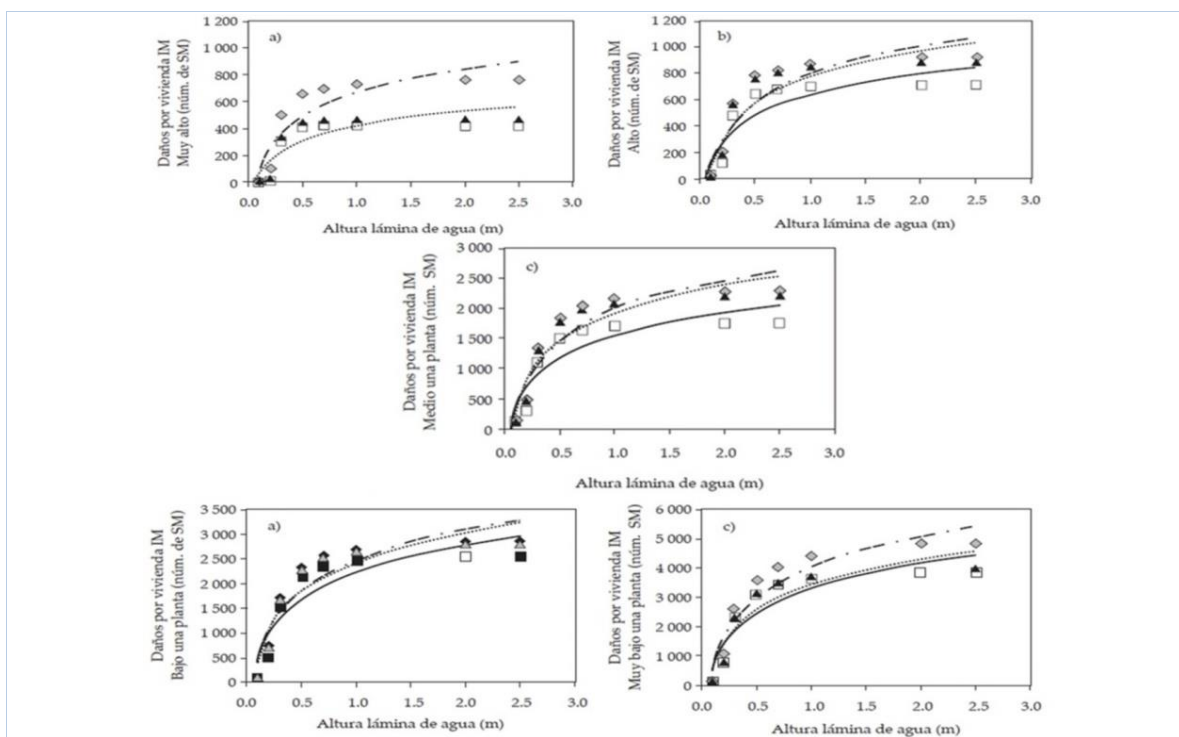 Daños por vivienda IM
Muy alto (núm. de SM)
1 200
1 000
800
600
400
200
0
a)
0.0 0.5 1.0 1.5 2.0 2.5 3.0
Altura lámina de agua (m)
Daños por vivienda IM
Alto (núm. de SM)
1 200
1 000
800
600
400
200
0
b)
0.0 0.5 1.0 1.5 2.0 2.5 3.0
Altura lámina de agua (m)
Daños por vivienda IM
Medio una planta (núm. SM)
3 000
2 500
2 000
1 500
1 000
500
0
c)
0.0 0.5 1.0 1.5 2.0 2.5 3.0
Altura lámina de agua (m)
Daños por vivienda IM
Bajo una planta (núm. de SM)
3 500
3 000
2 500
2 000
1 500
1 000
500
0
a)
0.0 0.5 1.0 1.5 2.0 2.5 3.0
Altura lámina de agua (m)
Daños por vivienda IM
Muy bajo una planta (núm. SM)
6 000
5 000
4 000
3 000
2 000
1 000
0
c)
0.0 0.5 1.0 1.5 2.0 2.5 3.0
Altura lámina de agua (m)